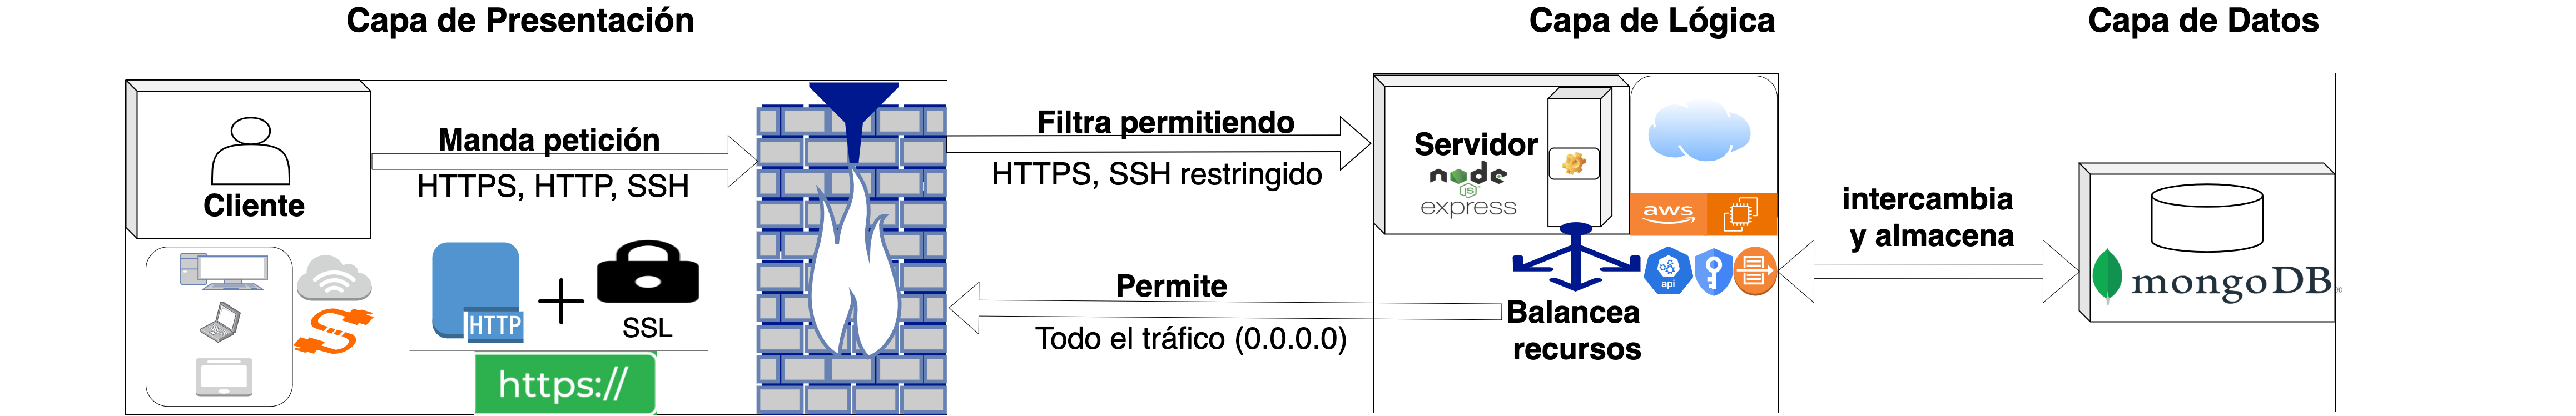 Capa de Presentación
Capa de Lógica
Capa de Datos
Cliente
Manda petición
HTTPS, HTTP, SSH
HTTP
SSL
https://
Filtra permitiendo
HTTPS, SSH restringido
Permite
Todo el tráfico (0.0.0.0)
Servidor
node
JS
express
aws
api
Balancea
recursos
intercambia
y almacena
mongoDB®